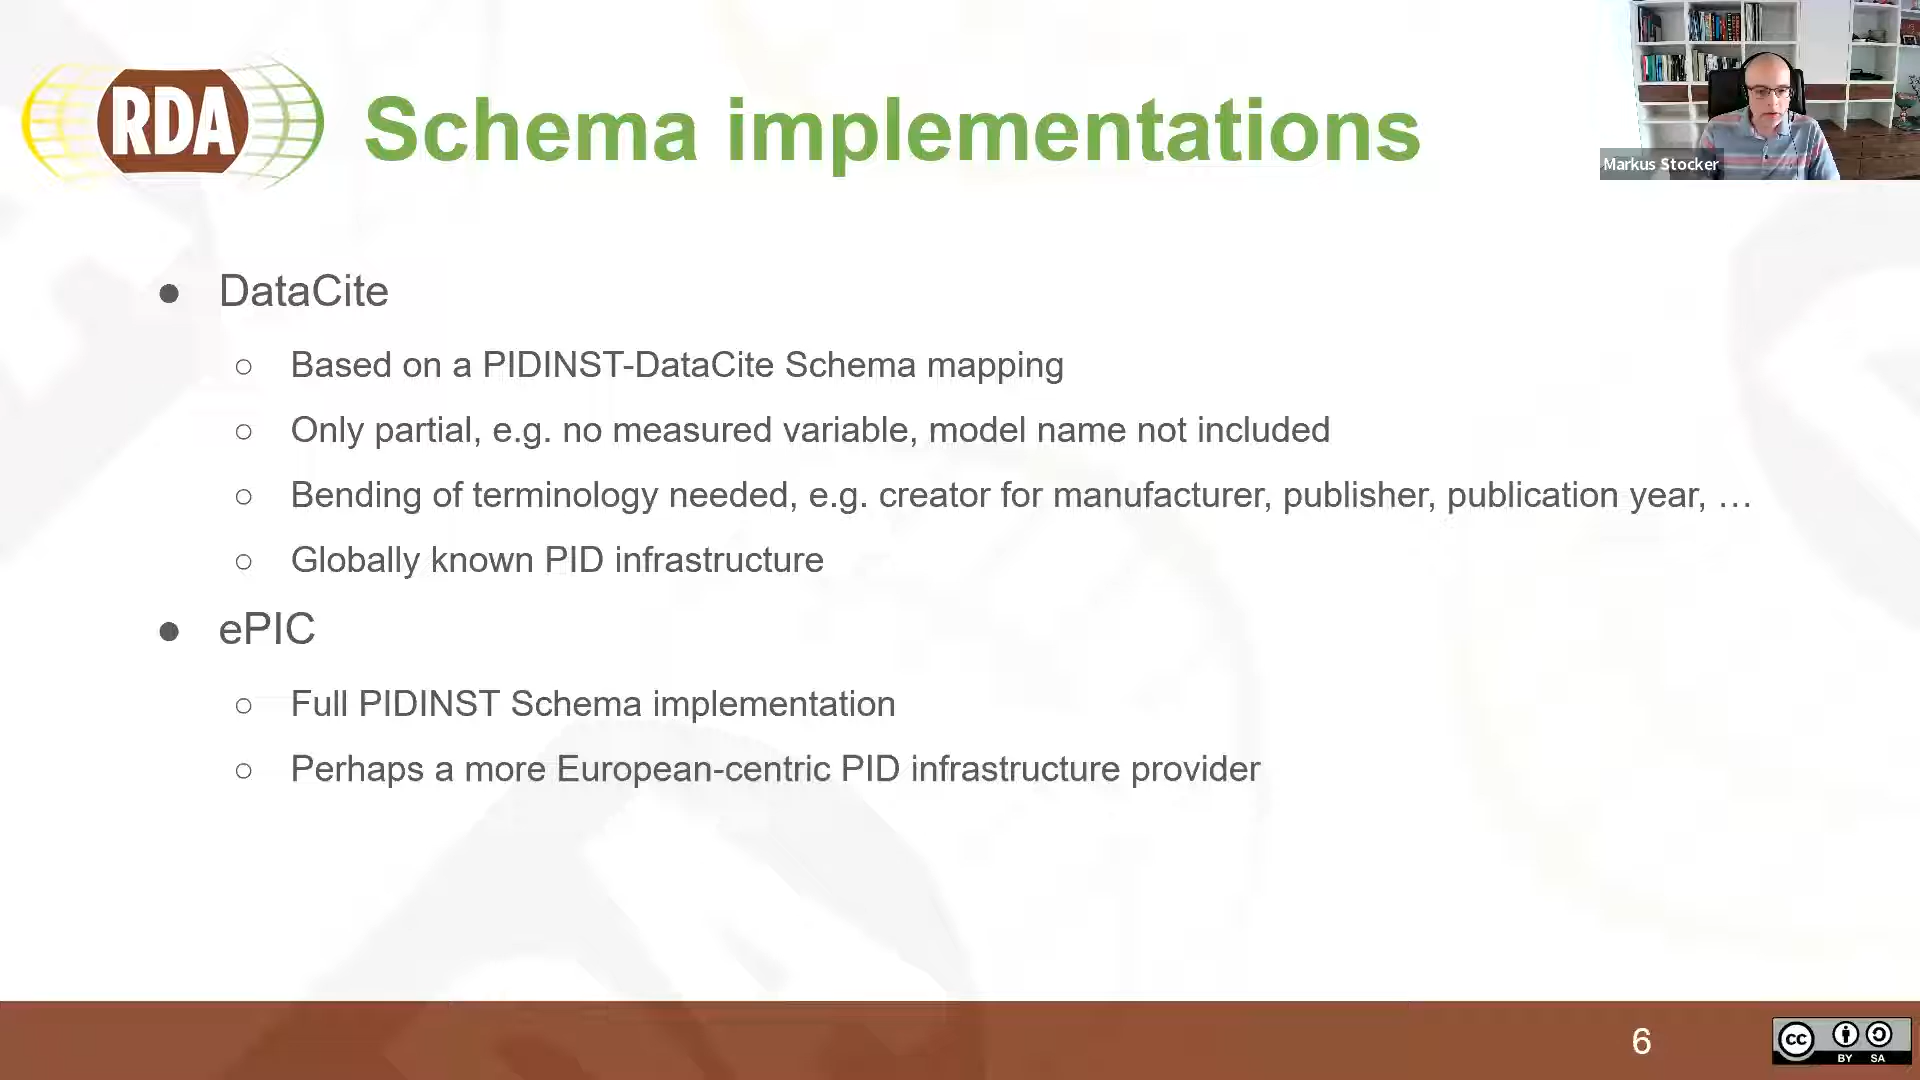 RDA
Schema implementations
Markus Stocker
● DataCite
○ Based on a PIDINST-DataCite Schema mapping
○ Only partial, e.g. no measured variable, model name not included
○ Bending of terminology needed, e.g. creator for manufacturer, publisher, publication year, …
○ Globally known PID infrastructure
● ePIC
○ Full PIDINST Schema implementation
○ Perhaps a more European-centric PID infrastructure provider
6
cc
BY SA